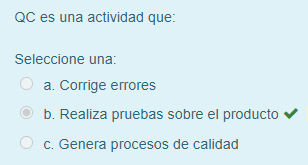 QC es una actividad que:
Seleccione una:
a. Corrige errores
b. Realiza pruebas sobre el producto
c. Genera procesos de calidad